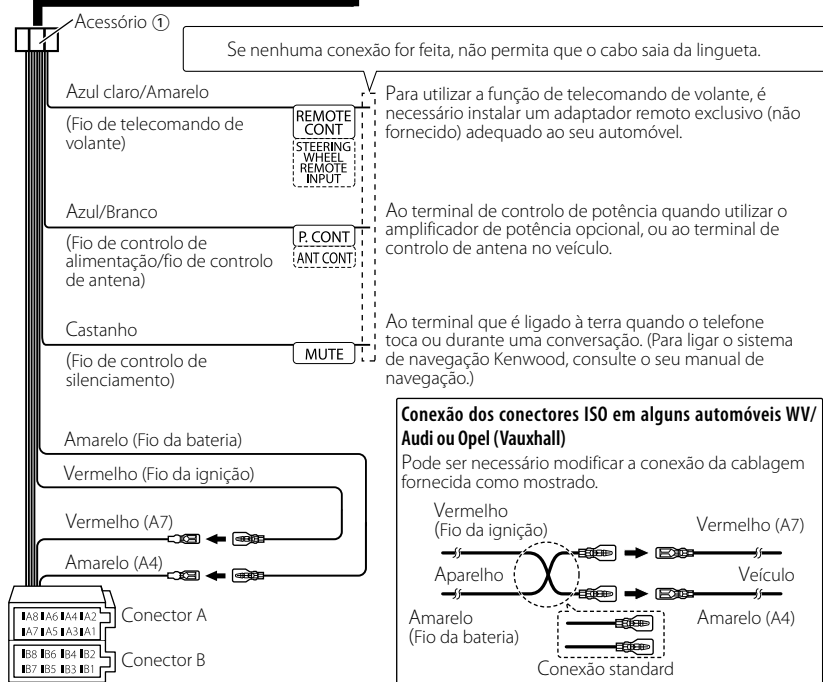 Acessório ①
Se nenhuma conexão for feita, não permita que o cabo saia da lingueta.
Azul claro/Amarelo
(Fio de telecomando de
volante)
REMOTE
CONT
STEERING
WHEEL
REMOTE
INPUT
Para utilizar a função de telecomando de volante, é
necessário instalar um adaptador remoto exclusivo (não
fornecido) adequado ao seu automóvel.
Azul/Branco
(Fio de controlo de
alimentação/fio de controlo
de antena)
P. CONT
ANT CONT
Ao terminal de controlo de potência quando utilizar o
amplificador de potência opcional, ou ao terminal de
controlo de antena no veículo.
Castanho
(Fio de controlo de
silenciamento)
MUTE
Ao terminal que é ligado à terra quando o telefone
toca ou durante uma conversação. (Para ligar o sistema
de navegação Kenwood, consulte o seu manual de
navegação.)
Amarelo (Fio da bateria)
Vermelho (Fio da ignição)
Vermelho (A7)
Amarelo (A4)
A8 A6 A4 A2
A7 A5 A3 A1
Conector A
B8 B6 B4 B2
B7 B5 B3 B1
Conector B
Conexão dos conectores ISO em alguns automóveis WV/
Audi ou Opel (Vauxhall)
Pode ser necessário modificar a conexão da cablagem
fornecida como mostrado.
Vermelho
(Fio da ignição)
Vermelho (A7)
Aparelho
Veículo
Amarelo
(Fio da bateria)
Amarelo (A4)
Conexão standard